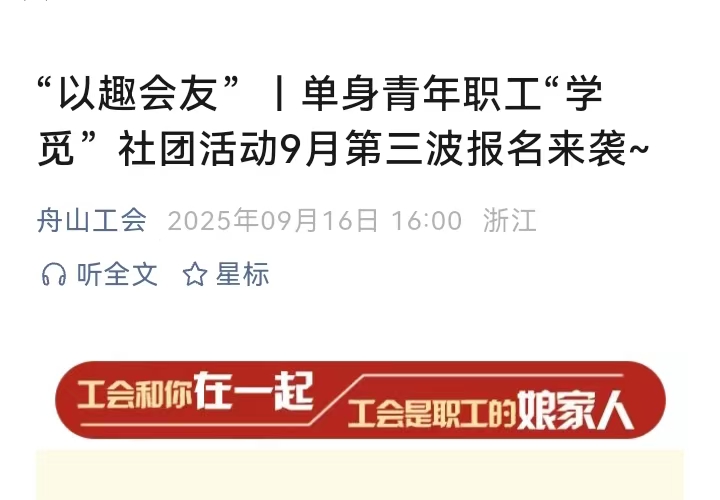 “以趣会友”丨单身青年职工“学
觅”社团活动9月第三波报名来袭~
舟山工会 2025年09月16日 16:00 浙江
听全文 星标
工会和你在一起
工会是职工的娘家人